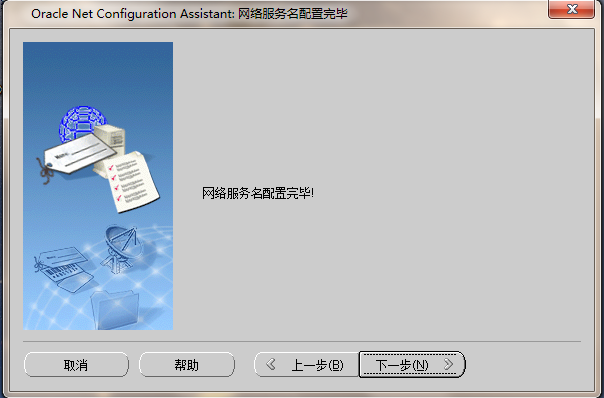 Oracle Net Configuration Assistant: 网络服务名配置完毕
网络服务名配置完毕!
取消
帮助
上一步(B)
下一步(N)